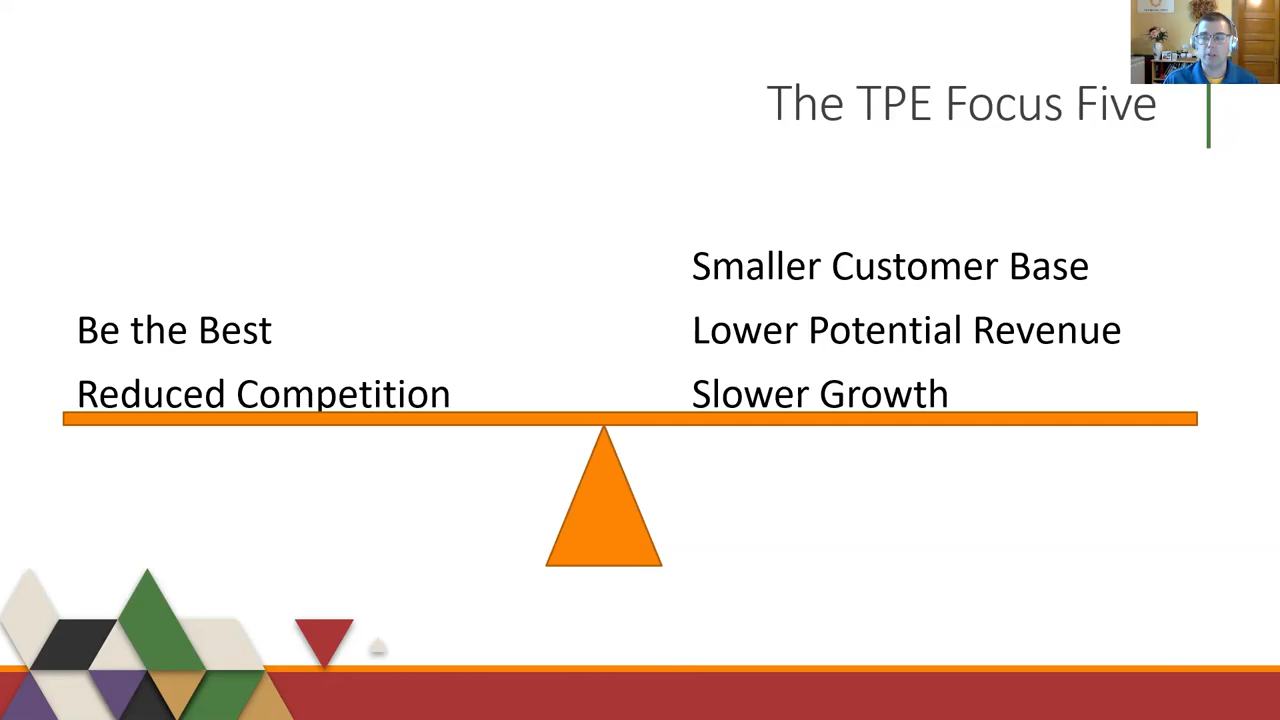 The TPE Focus Five
Be the Best
Reduced Competition
Smaller Customer Base
Lower Potential Revenue
Slower Growth